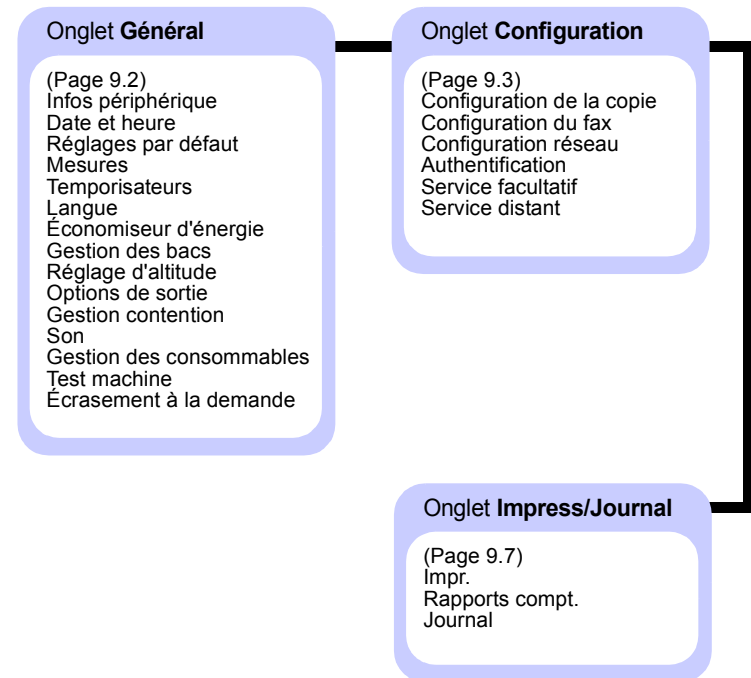 Onglet Général
(Page 9.2)
Infos périphérique
Date et heure
Réglages par défaut
Mesures
Temporisateurs
Langue
Économiseur d'énergie
Gestion des bacs
Réglage d'altitude
Options de sortie
Gestion contention
Son
Gestion des consommables
Test machine
Écrasement à la demande
Onglet Configuration
(Page 9.3)
Configuration de la copie
Configuration du fax
Configuration réseau
Authentification
Service facultatif
Service distant
Onglet Impress/Journal
(Page 9.7)
Impr.
Rapports compt.
Journal